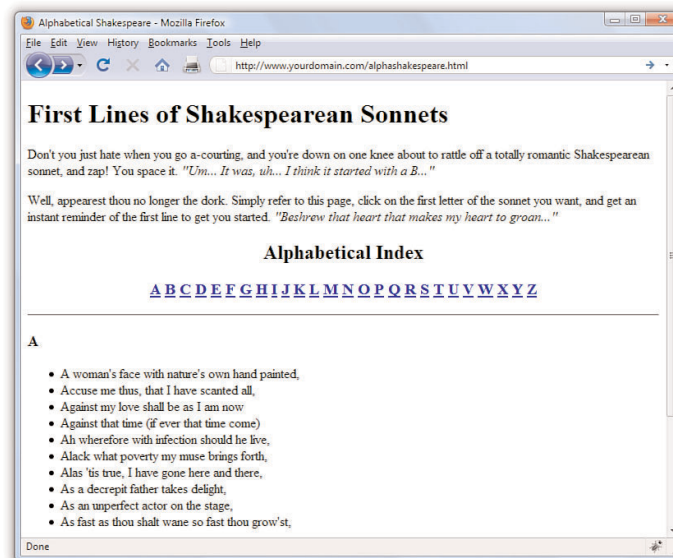 Alphabetical Shakespeare - Mozilla Firefox
File Edit View History Bookmarks Tools Help
http://www.yourdomain.com/alphashakespeare.html
First Lines of Shakespearean Sonnets
Don't you just hate when you go a-courting, and you're down on one knee about to rattle off a totally romantic Shakespearean
sonnet, and zap! You space it. "Um... It was, uh... I think it started with a B..."
Well, appearest thou no longer the dork. Simply refer to this page, click on the first letter of the sonnet you want, and get an
instant reminder of the first line to get you started. "Beshrew that heart that makes my heart to groan..."
Alphabetical Index
A B C D E F G H I J K L M N O P Q R S T U V W X Y Z
A
• A woman's face with nature's own hand painted,
• Accuse me thus, that I have scanted all,
• Against my love shall be as I am now
• Against that time (if ever that time come)
• Ah wherefore with infection should he live,
• Alack what poverty my muse brings forth,
• Alas 'tis true, I have gone here and there,
• As a decrepit father takes delight,
• As an unperfect actor on the stage,
• As fast as thou shalt wane so fast thou grow'st,
Done